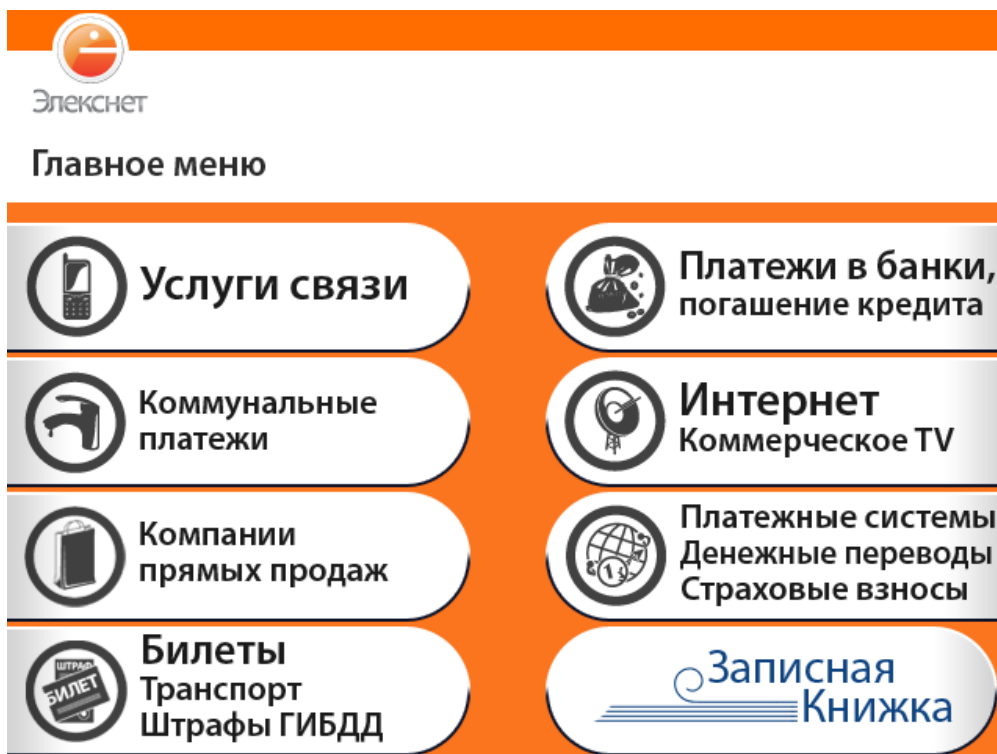 Элекснет
Главное меню
Услуги связи
Платежи в банки,
погашение кредита
Коммунальные
платежи
Интернет
Коммерческое TV
Компании
прямых продаж
Платежные системы
Денежные переводы
Страховые взносы
ШТРАФ
БИЛЕТ
Билеты
Транспорт
Штрафы ГИБДД
Записная
Книжка